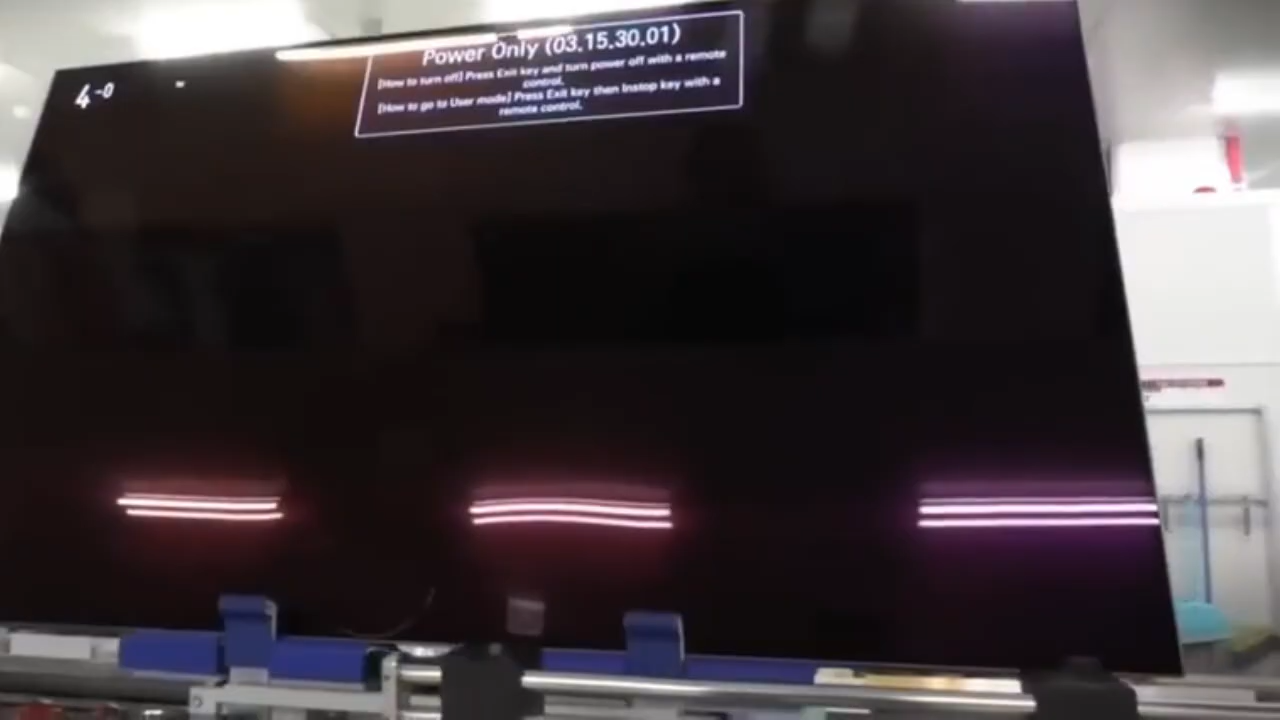 4 -0
Power Only (03.15.30.01)
[How to turn off] Press Exit key and turn power off with a remote
control.
[How to go to User mode] Press Exit key then Instop key with a
remote control.